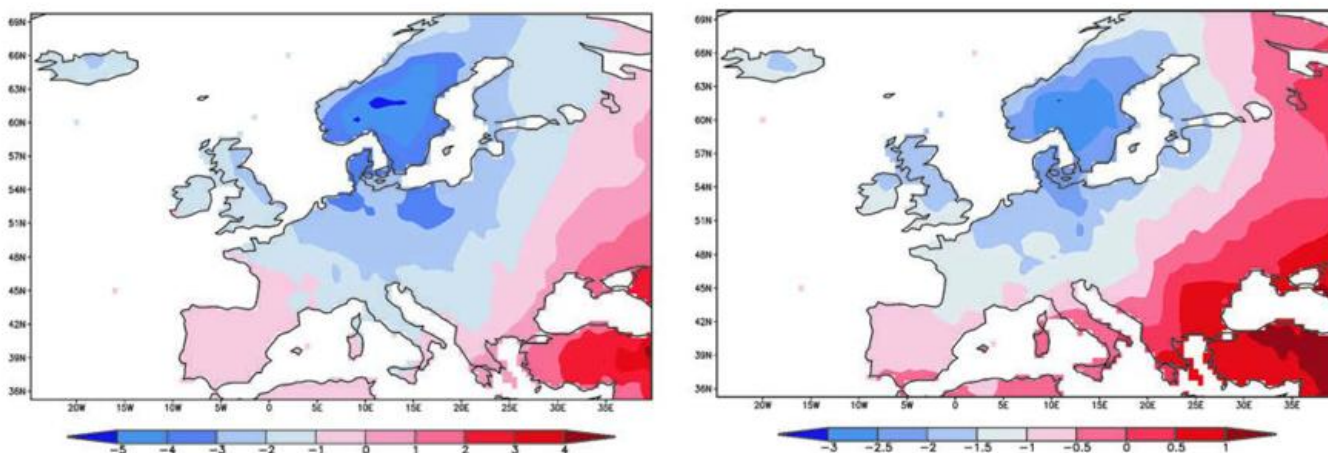 69N
66N
63N
60N
57N
54N
51N
48N
45N
42N
39N
36N
20W 15W 10W 5W 0 5E 10E 15E 20E 25E 30E 35E
-5 -4 -3 -2 -1 0 1 2 3 4
69N
66N
63N
60N
57N
54N
51N
48N
45N
42N
39N
36N
20W 15W 10W 5W 0 5E 10E 15E 20E 25E 30E 35E
-3 -2.5 -2 -1.5 -1 -0.5 0 0.5 1